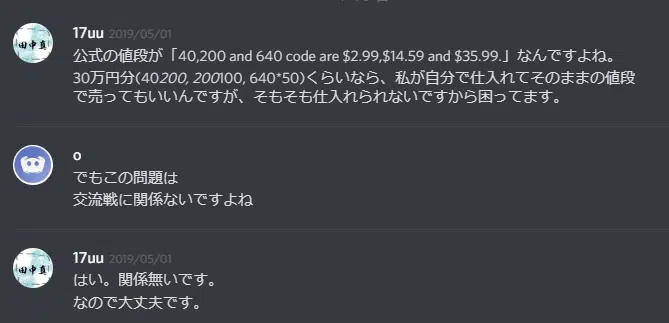 17uu 2019/05/01
公式の値段が「40,200 and 640 code are $2.99,$14.59 and $35.99.」なんですよね。
30万円分(40200, 200100, 640*50)くらいなら、私が自分で仕入れてそのままの値段
で売ってもいいんですが、そもそも仕入れられないですから困ってます。
o
でもこの問題は
交流戦に関係ないですよね
17uu 2019/05/01
はい。関係無いです。
なので大丈夫です。